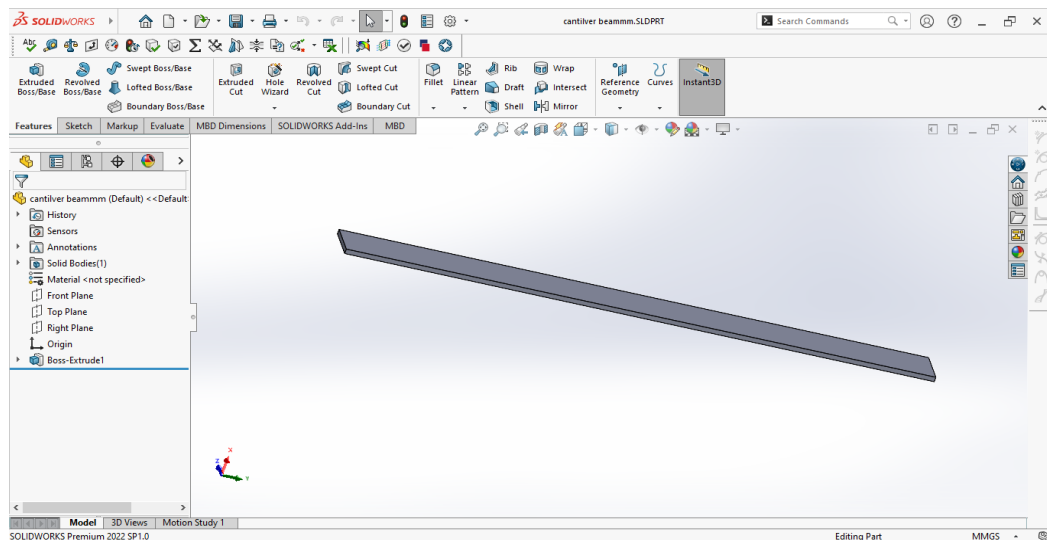 SOLIDWORKS
cantilver beammm.SLDPRT
Search Commands
Extruded Boss/Base
Revolved Boss/Base
Swept Boss/Base
Lofted Boss/Base
Boundary Boss/Base
Extruded Cut
Hole Wizard
Revolved Cut
Swept Cut
Lofted Cut
Boundary Cut
Fillet
Linear Pattern
Rib
Draft
Shell
Wrap
Intersect
Mirror
Reference Geometry
Curves
Instant3D
Features Sketch Markup Evaluate MBD Dimensions SOLIDWORKS Add-Ins MBD
cantilver beammm (Default) <<Default
History
Sensors
Annotations
Solid Bodies(1)
Material <not specified>
Front Plane
Top Plane
Right Plane
Origin
Boss-Extrude1
X
Z
Y
Model 3D Views Motion Study 1
SOLIDWORKS Premium 2022 SP1.0
Editing Part
MMGS